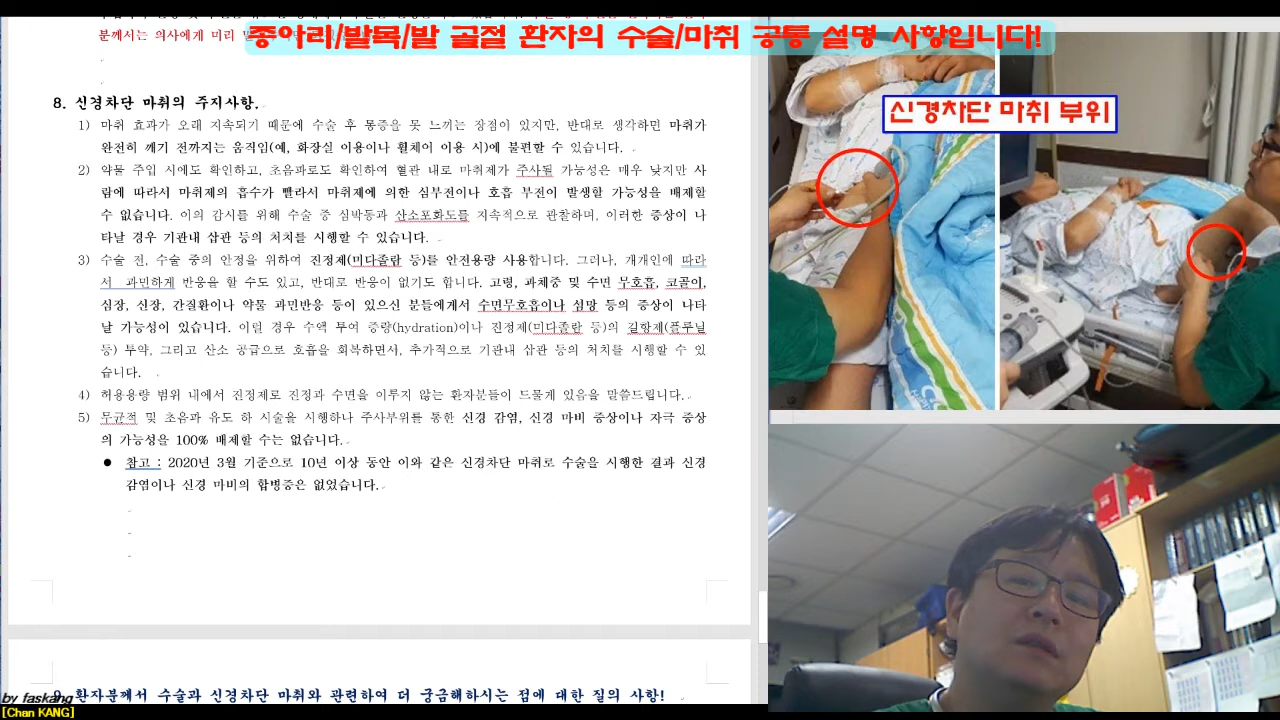 종아리/발목/발 골절 환자의 수술/마취 공통 설명 사항입니다!
분께서는 의사에게 미리
8. 신경차단 마취의 주지사항.
1) 마취 효과가 오래 지속되기 때문에 수술 후 통증을 못 느끼는 장점이 있지만, 반대로 생각하면 마취가
완전히 깨기 전까지는 움직임(예, 화장실 이용이나 휠체어 이용 시)에 불편할 수 있습니다.
2) 약물 주입 시에도 확인하고, 초음파로도 확인하여 혈관 내로 마취제가 주사될 가능성은 매우 낮지만 사
람에 따라서 마취제의 흡수가 빨라서 마취제에 의한 심부전이나 호흡 부전이 발생할 가능성을 배제할
수 없습니다. 이의 감시를 위해 수술 중 심박동과 산소포화도를 지속적으로 관찰하며, 이러한 증상이 나
타날 경우 기관내 삽관 등의 처치를 시행할 수 있습니다.
3) 수술 전, 수술 중의 안정을 위하여 진정제(미다졸람 등)를 안전용량 사용합니다. 그러나, 개개인에 따라
서 과민하게 반응을 할 수도 있고, 반대로 반응이 없기도 합니다. 고령, 과체중 및 수면 무호흡, 코골이,
심장, 신장, 간질환이나 약물 과민반응 등이 있으신 분들에게서 수면무호흡이나 섬망 등의 증상이 나타
날 가능성이 있습니다. 이럴 경우 수액 투여 증량(hydration)이나 진정제(미다졸람 등)의 길항제(플루닐
등) 투약, 그리고 산소 공급으로 호흡을 회복하면서, 추가적으로 기관내 삽관 등의 처치를 시행할 수 있
습니다.
4) 허용용량 범위 내에서 진정제로 진정과 수면을 이루지 않는 환자분들이 드물게 있음을 말씀드립니다.
5) 무균적 및 초음파 유도 하 시술을 시행하나 주사부위를 통한 신경 감염, 신경 마비 증상이나 자극 증상
의 가능성을 100% 배제할 수는 없습니다.
● 참고 : 2020년 3월 기준으로 10년 이상 동안 이와 같은 신경차단 마취로 수술을 시행한 결과 신경
감염이나 신경 마비의 합병증은 없었습니다.
9. 환자분께서 수술과 신경차단 마취와 관련하여 더 궁금해하시는 점에 대한 질의 사항!
신경차단 마취 부위
by faskang
[Chan KANG]